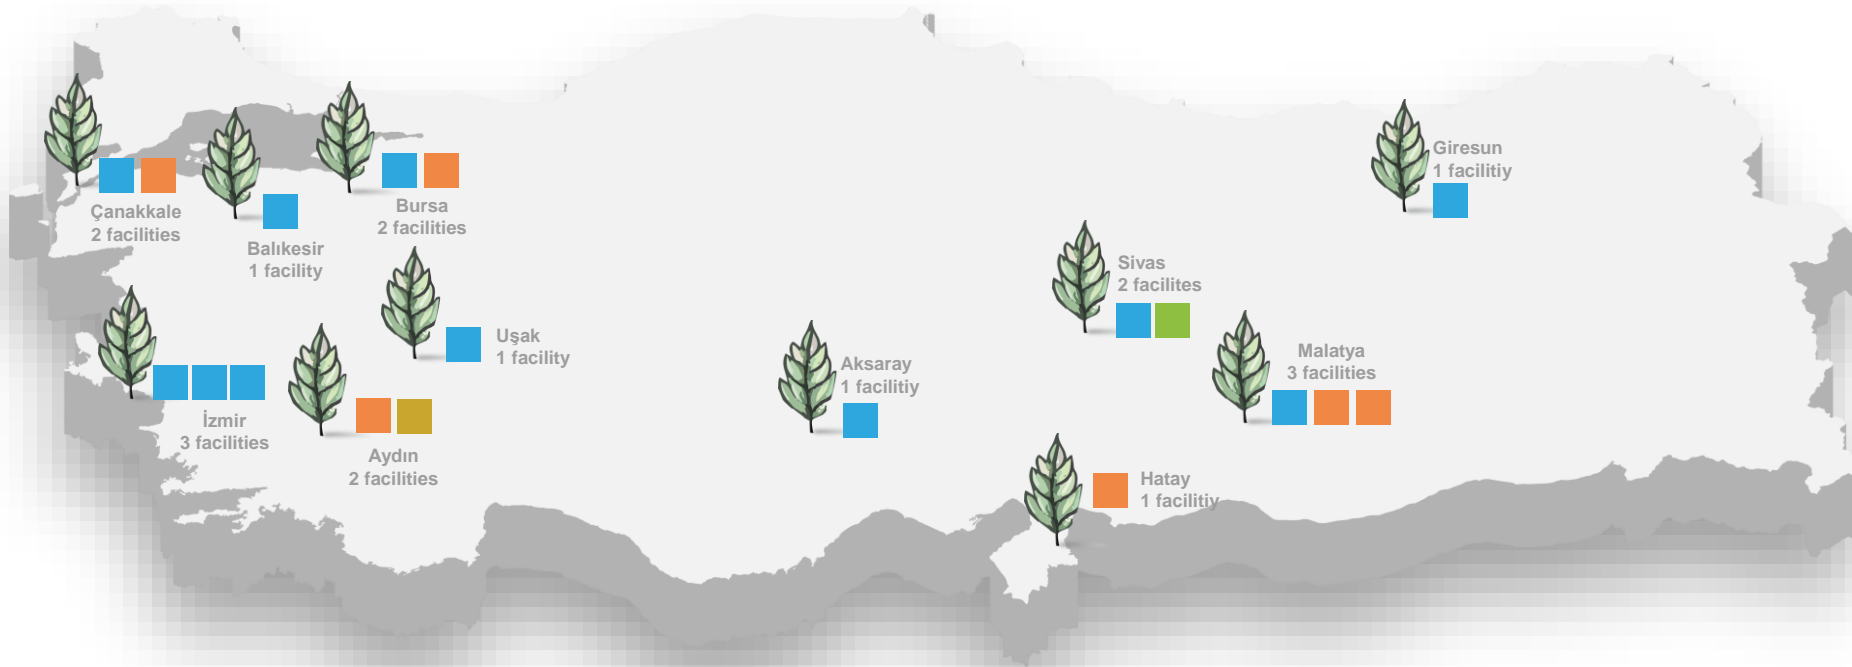 Çanakkale
2 facilities
Balıkesir
1 facility
Bursa
2 facilities
Uşak
1 facility
İzmir
3 facilities
Aydın
2 facilities
Aksaray
1 facilitiy
Giresun
1 facilitiy
Sivas
2 facilites
Malatya
3 facilities
Hatay
1 facilitiy